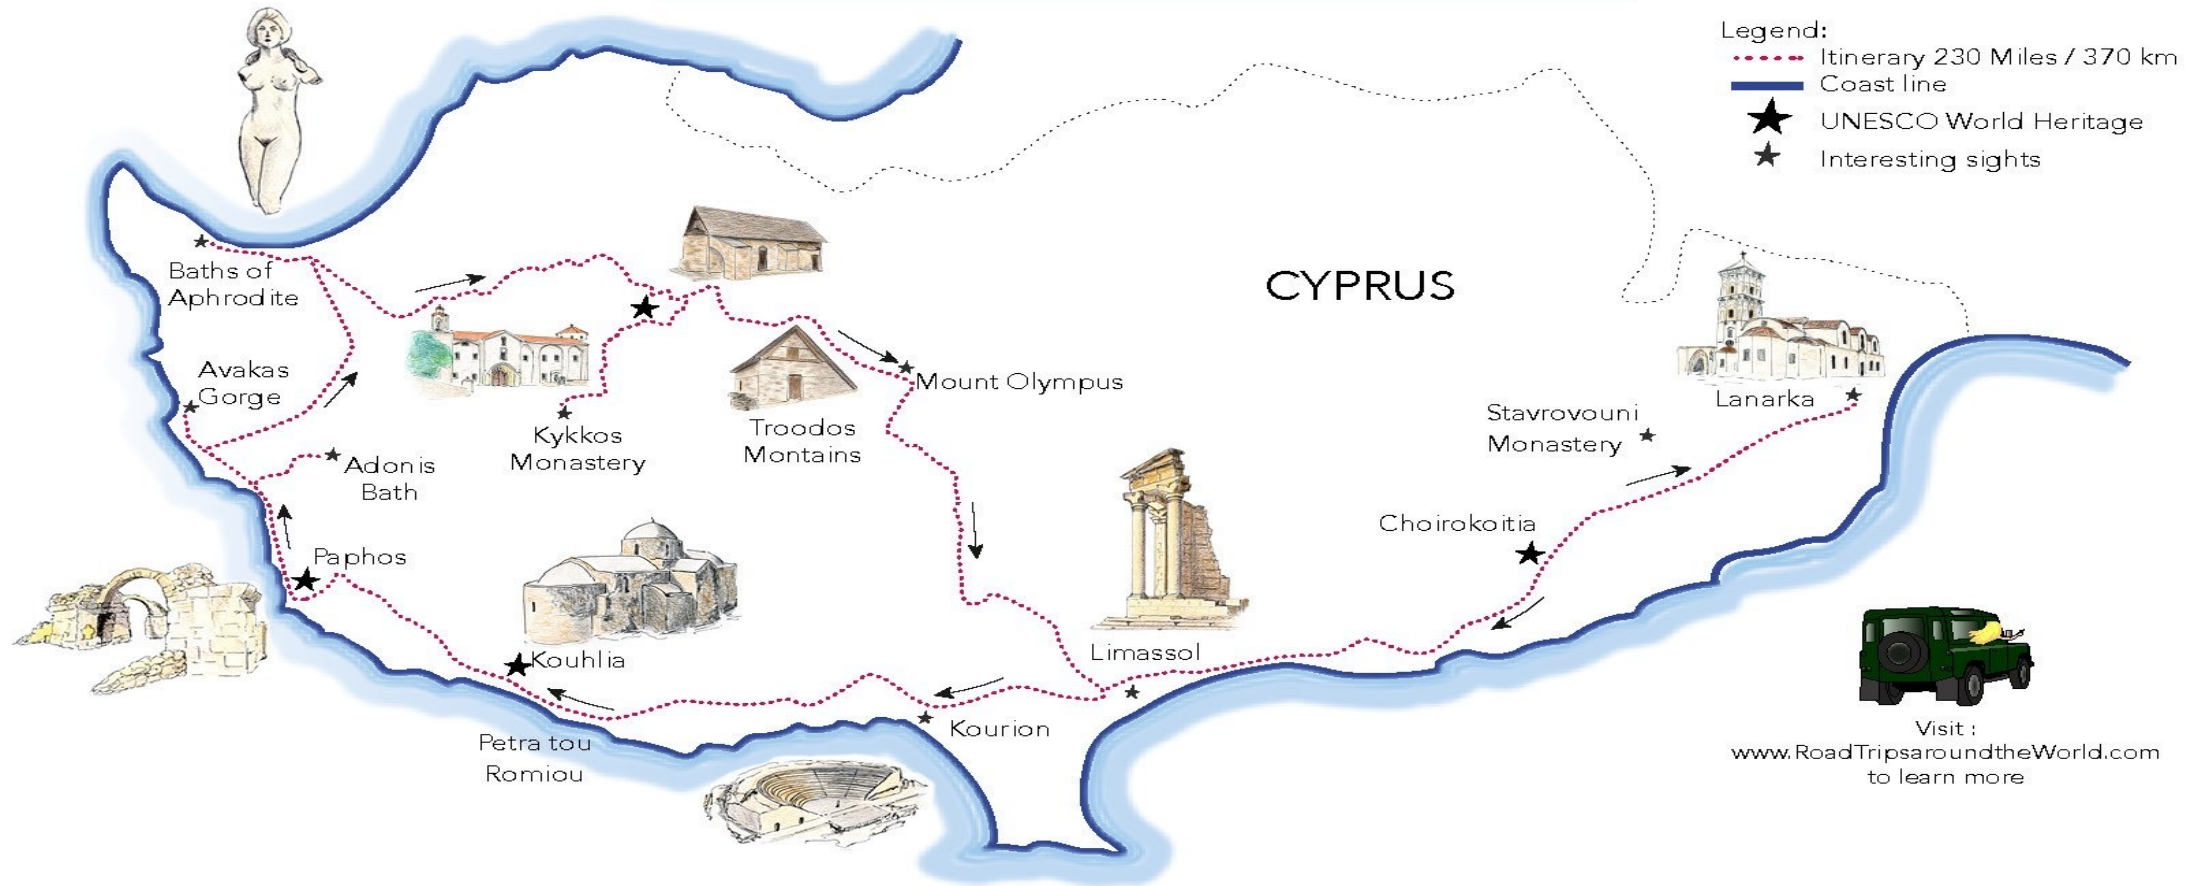 Legend:
Itinerary 230 Miles / 370 km
Coast line
UNESCO World Heritage
Interesting sights
CYPRUS
Baths of
Aphrodite
Avakas
Gorge
Adonis
Bath
Kykkos
Monastery
Troodos
Montains
Mount Olympus
Lanarka
Stavrovouni
Monastery
Choirokoitia
Paphos
Kouhlia
Limassol
Kourion
Petra tou
Romiou
Visit :
www.RoadTripsaroundtheWorld.com
to learn more